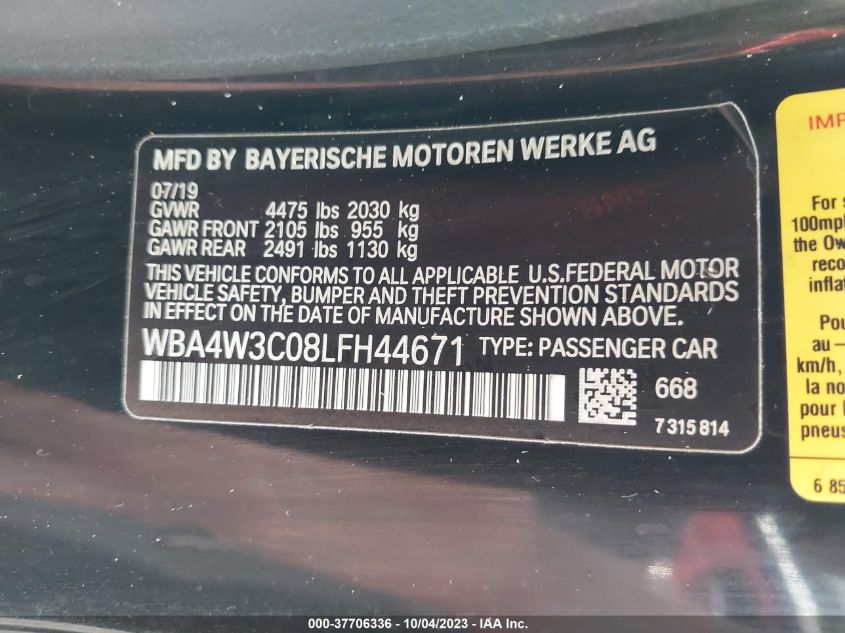 MFD BY BAYERISCHE MOTOREN WERKE AG
07/19
GVWR 4475 lbs 2030 kg
GAWR FRONT 2105 lbs 955 kg
GAWR REAR 2491 lbs 1130 kg
THIS VEHICLE CONFORMS TO ALL APPLICABLE U.S.FEDERAL MOTOR
VEHICLE SAFETY, BUMPER AND THEFT PREVENTION STANDARDS
IN EFFECT ON THE DATE OF MANUFACTURE SHOWN ABOVE.
WBA4W3C08LFH44671 TYPE: PASSENGER CAR
668
7 315 814
IMP
For
100mp
the Ow
reco
infla
Pou
au –
km/h,
la no
pour
pneus
6 85
000-37706336 - 10/04/2023 - IAA Inc.